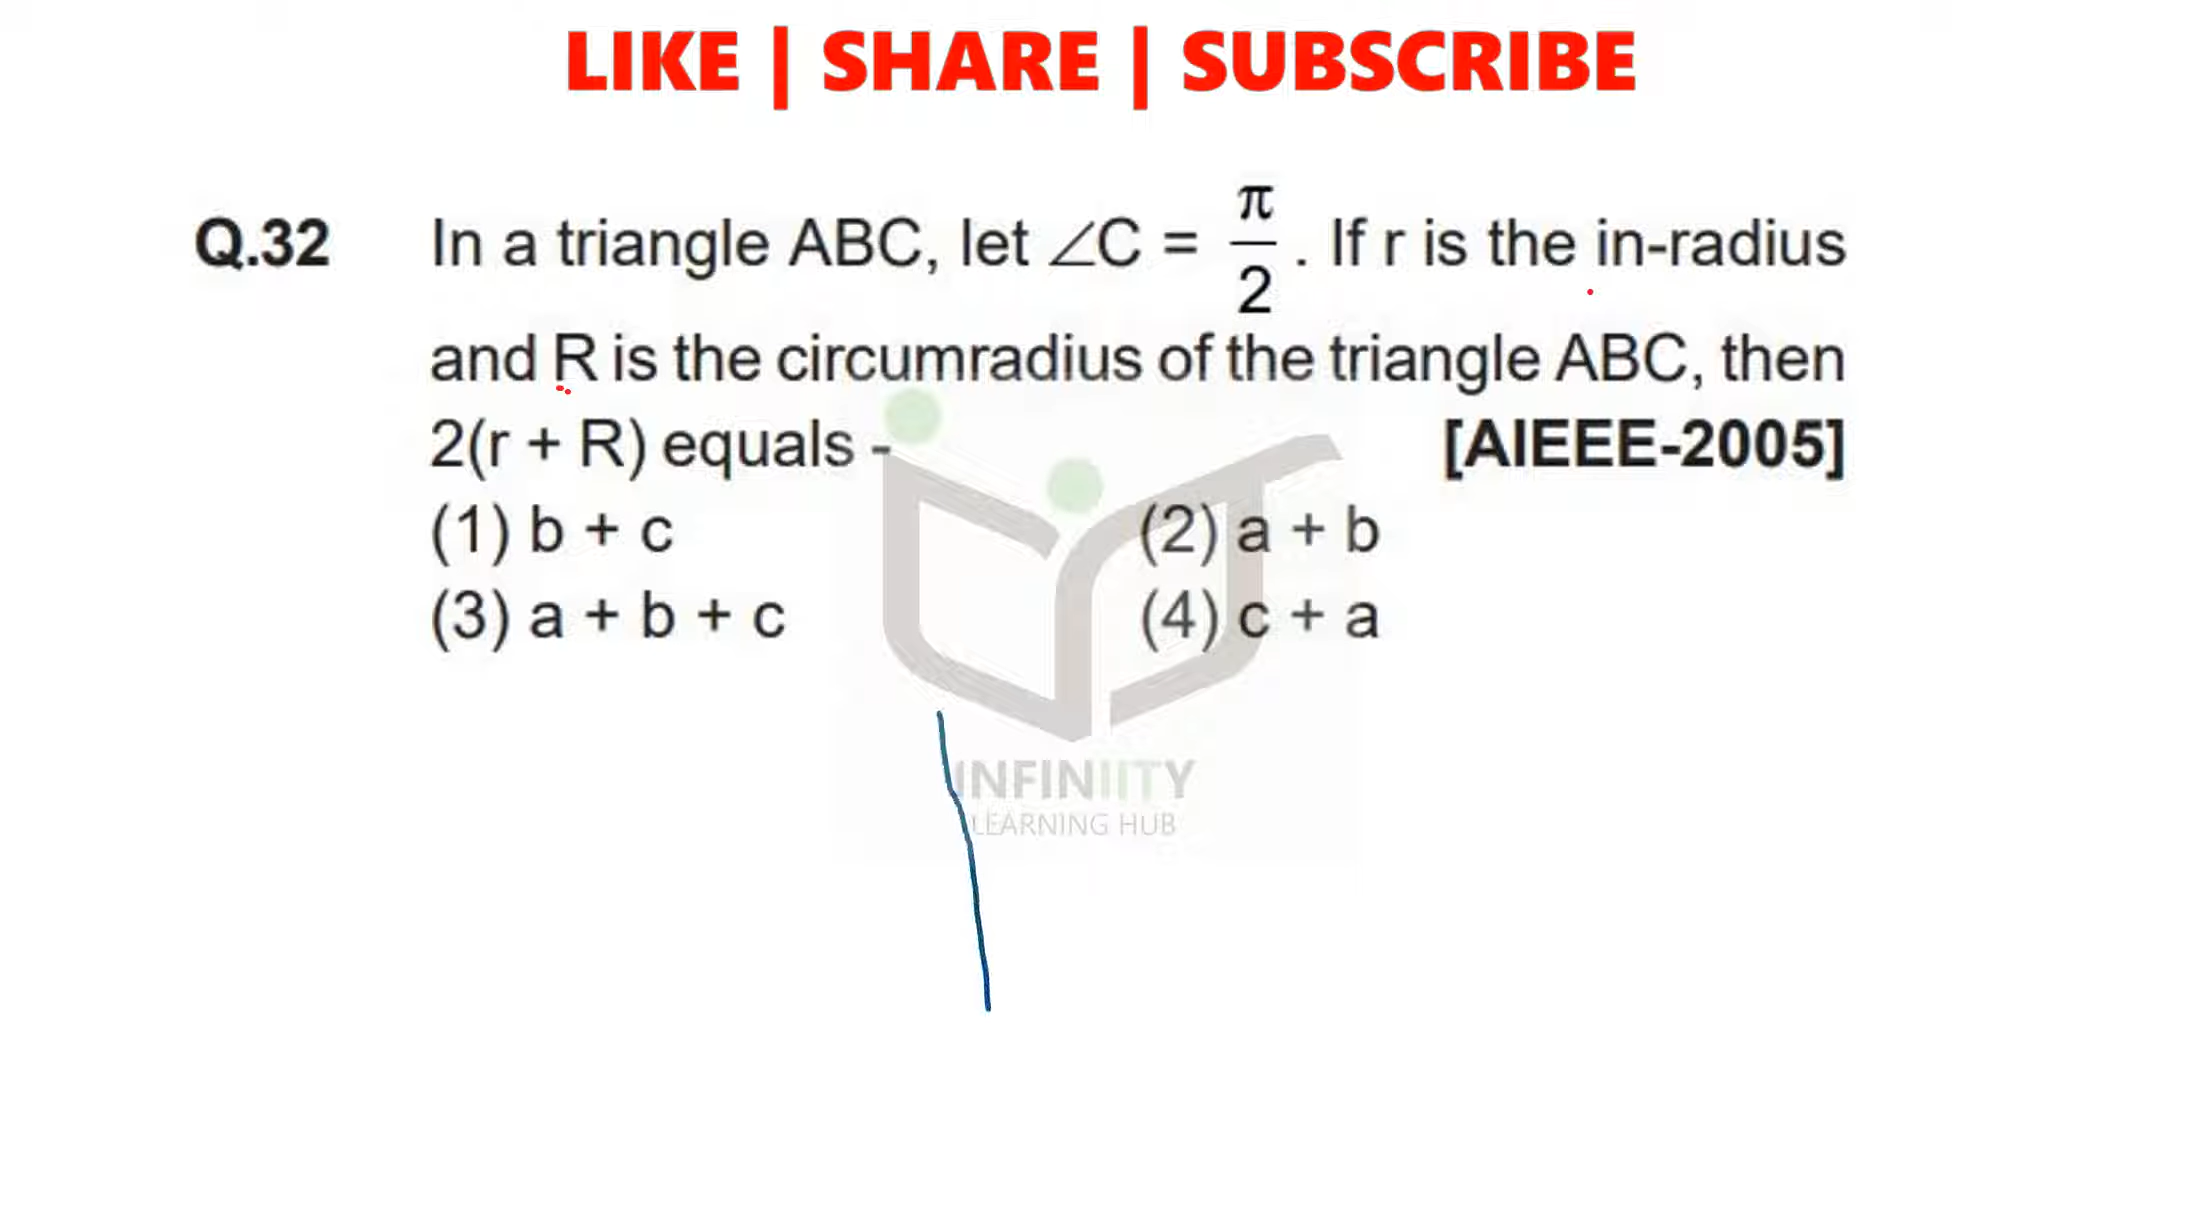 LIKE | SHARE | SUBSCRIBE
Q.32 In a triangle ABC, let ∠C = π/2 . If r is the in-radius
and R is the circumradius of the triangle ABC, then
2(r + R) equals - [AIEEE-2005]
(1) b + c (2) a + b
(3) a + b + c (4) c + a
INFINIITY
LEARNING HUB